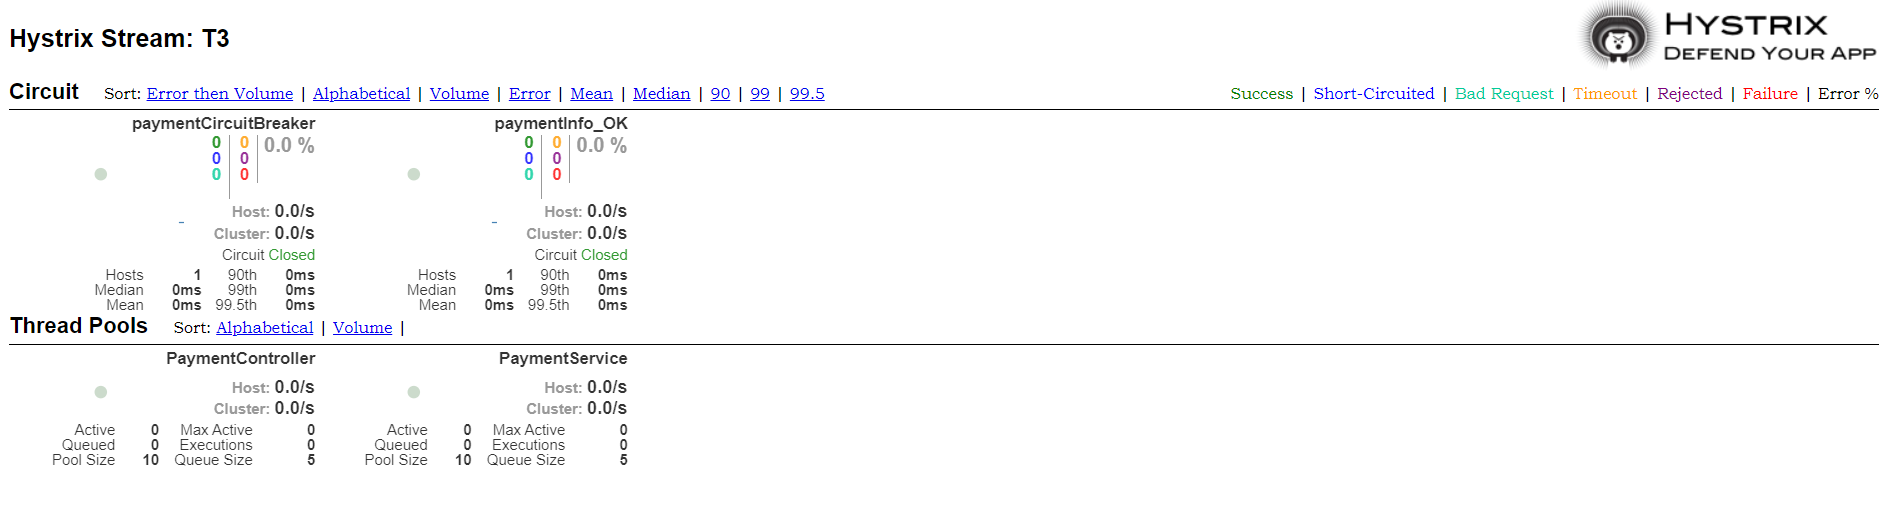 Hystrix Stream: T3
HYSTRIX
DEFEND YOUR APP
Circuit Sort: Error then Volume | Alphabetical | Volume | Error | Mean | Median | 90 | 99 | 99.5
Success | Short-Circuited | Bad Request | Timeout | Rejected | Failure | Error %
paymentCircuitBreaker
0 0 0.0 %
0 0
0 0
Host: 0.0/s
Cluster: 0.0/s
Circuit Closed
Hosts 1 90th 0ms
Median 0ms 99th 0ms
Mean 0ms 99.5th 0ms
paymentInfo_OK
0 0 0.0 %
0 0
0 0
Host: 0.0/s
Cluster: 0.0/s
Circuit Closed
Hosts 1 90th 0ms
Median 0ms 99th 0ms
Mean 0ms 99.5th 0ms
Thread Pools Sort: Alphabetical | Volume |
PaymentController
Host: 0.0/s
Cluster: 0.0/s
Active 0 Max Active 0
Queued 0 Executions 0
Pool Size 10 Queue Size 5
PaymentService
Host: 0.0/s
Cluster: 0.0/s
Active 0 Max Active 0
Queued 0 Executions 0
Pool Size 10 Queue Size 5